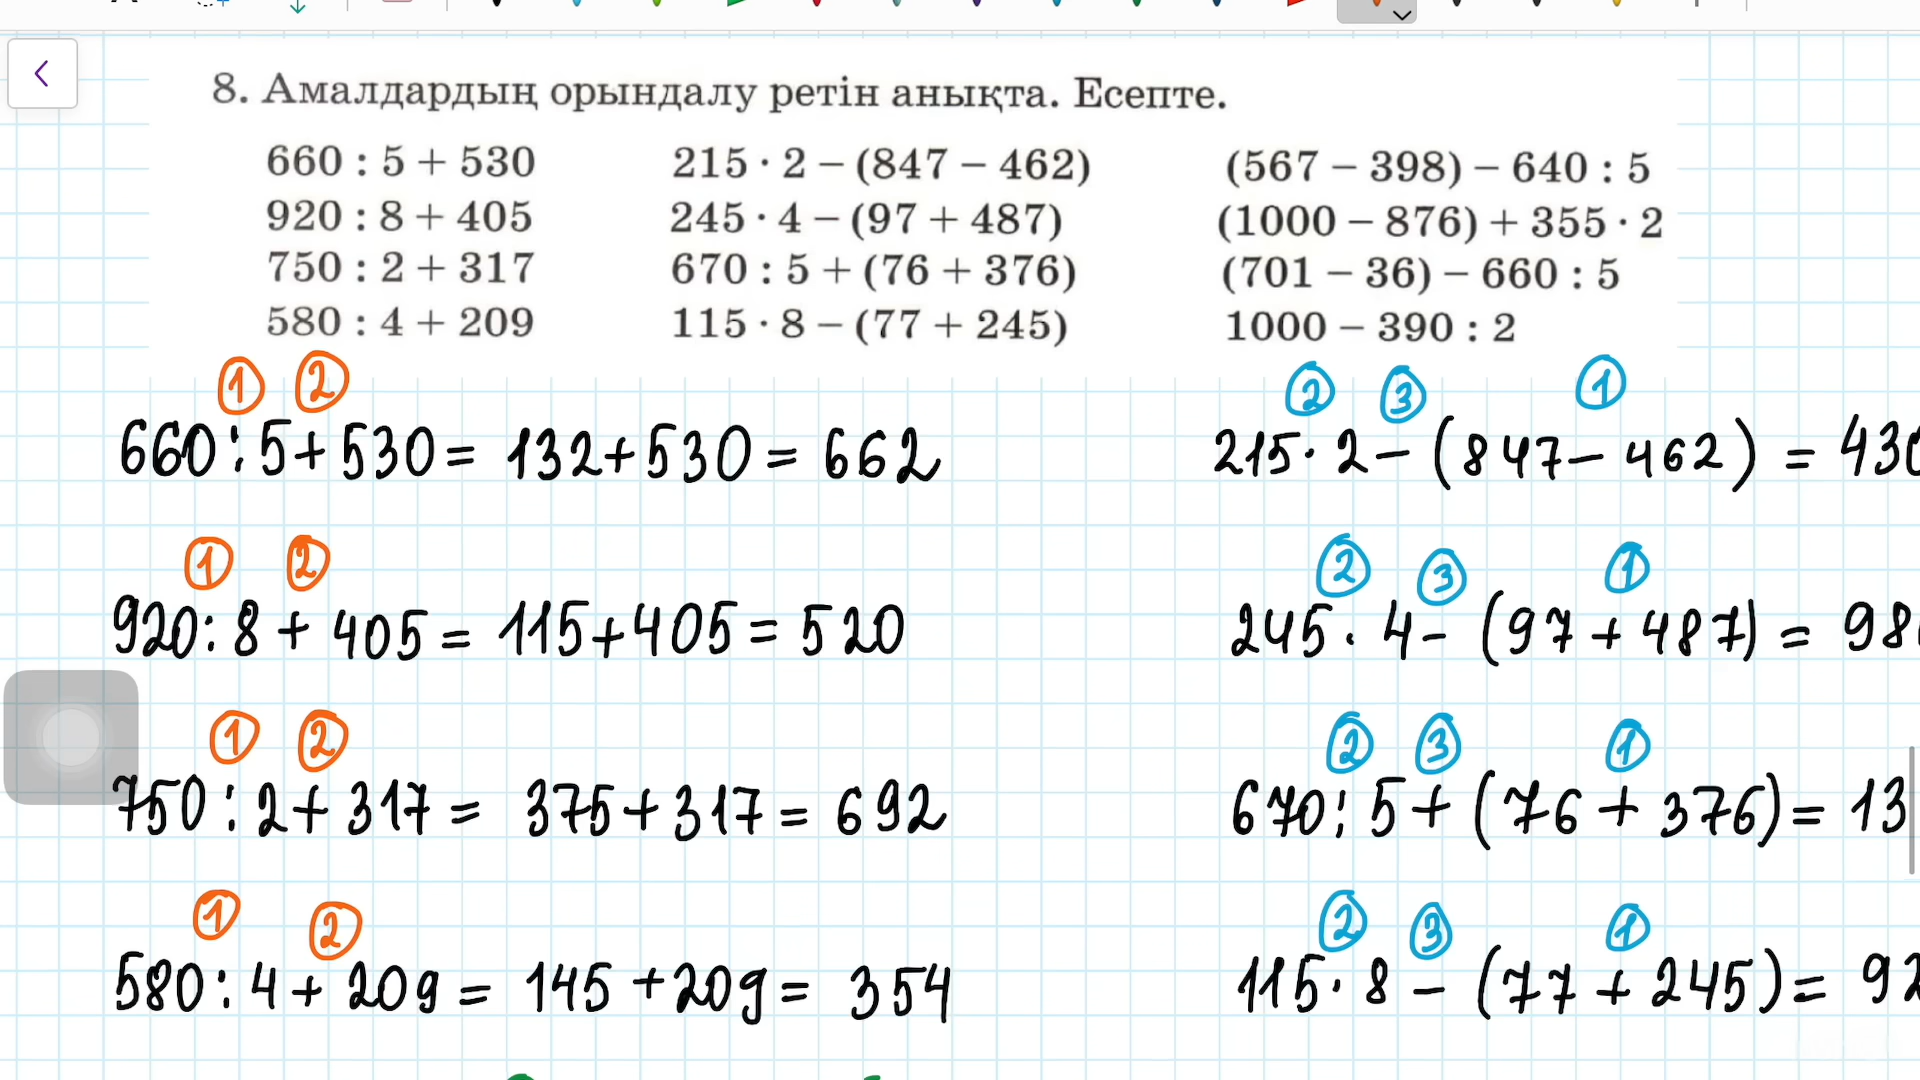 8. Амалдардың орындалу ретін анықта. Есепте.
660 : 5 + 530 215 · 2 – (847 – 462) (567 – 398) – 640 : 5
920 : 8 + 405 245 · 4 – (97 + 487) (1000 – 876) + 355 · 2
750 : 2 + 317 670 : 5 + (76 + 376) (701 – 36) – 660 : 5
580 : 4 + 209 115 · 8 – (77 + 245) 1000 – 390 : 2
① ② ② ③ ①
660 : 5 + 530 = 132 + 530 = 662 215 · 2 – (847 – 462) = 430
① ② ② ③ ①
920 : 8 + 405 = 115 + 405 = 520 245 · 4 – (97 + 487) = 98
① ② ② ③ ①
750 : 2 + 317 = 375 + 317 = 692 670 : 5 + (76 + 376) = 13
① ② ② ③ ①
580 : 4 + 209 = 145 + 209 = 354 115 · 8 – (77 + 245) = 92